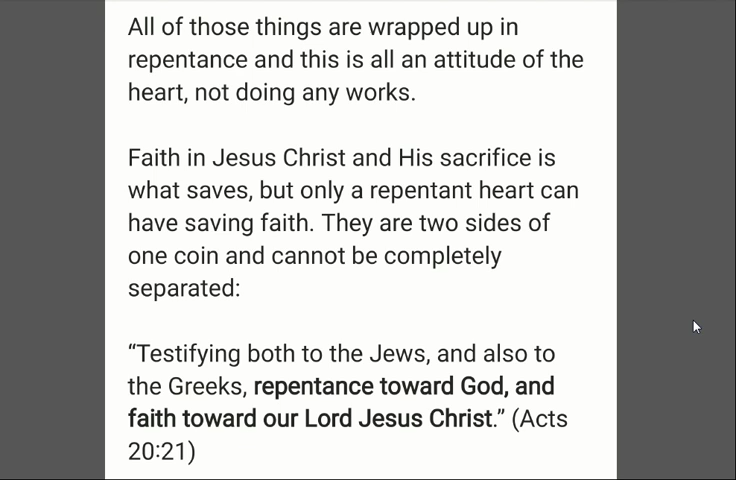 All of those things are wrapped up in
repentance and this is all an attitude of the
heart, not doing any works.
Faith in Jesus Christ and His sacrifice is
what saves, but only a repentant heart can
have saving faith. They are two sides of
one coin and cannot be completely
separated:
“Testifying both to the Jews, and also to
the Greeks, repentance toward God, and
faith toward our Lord Jesus Christ.” (Acts
20:21)